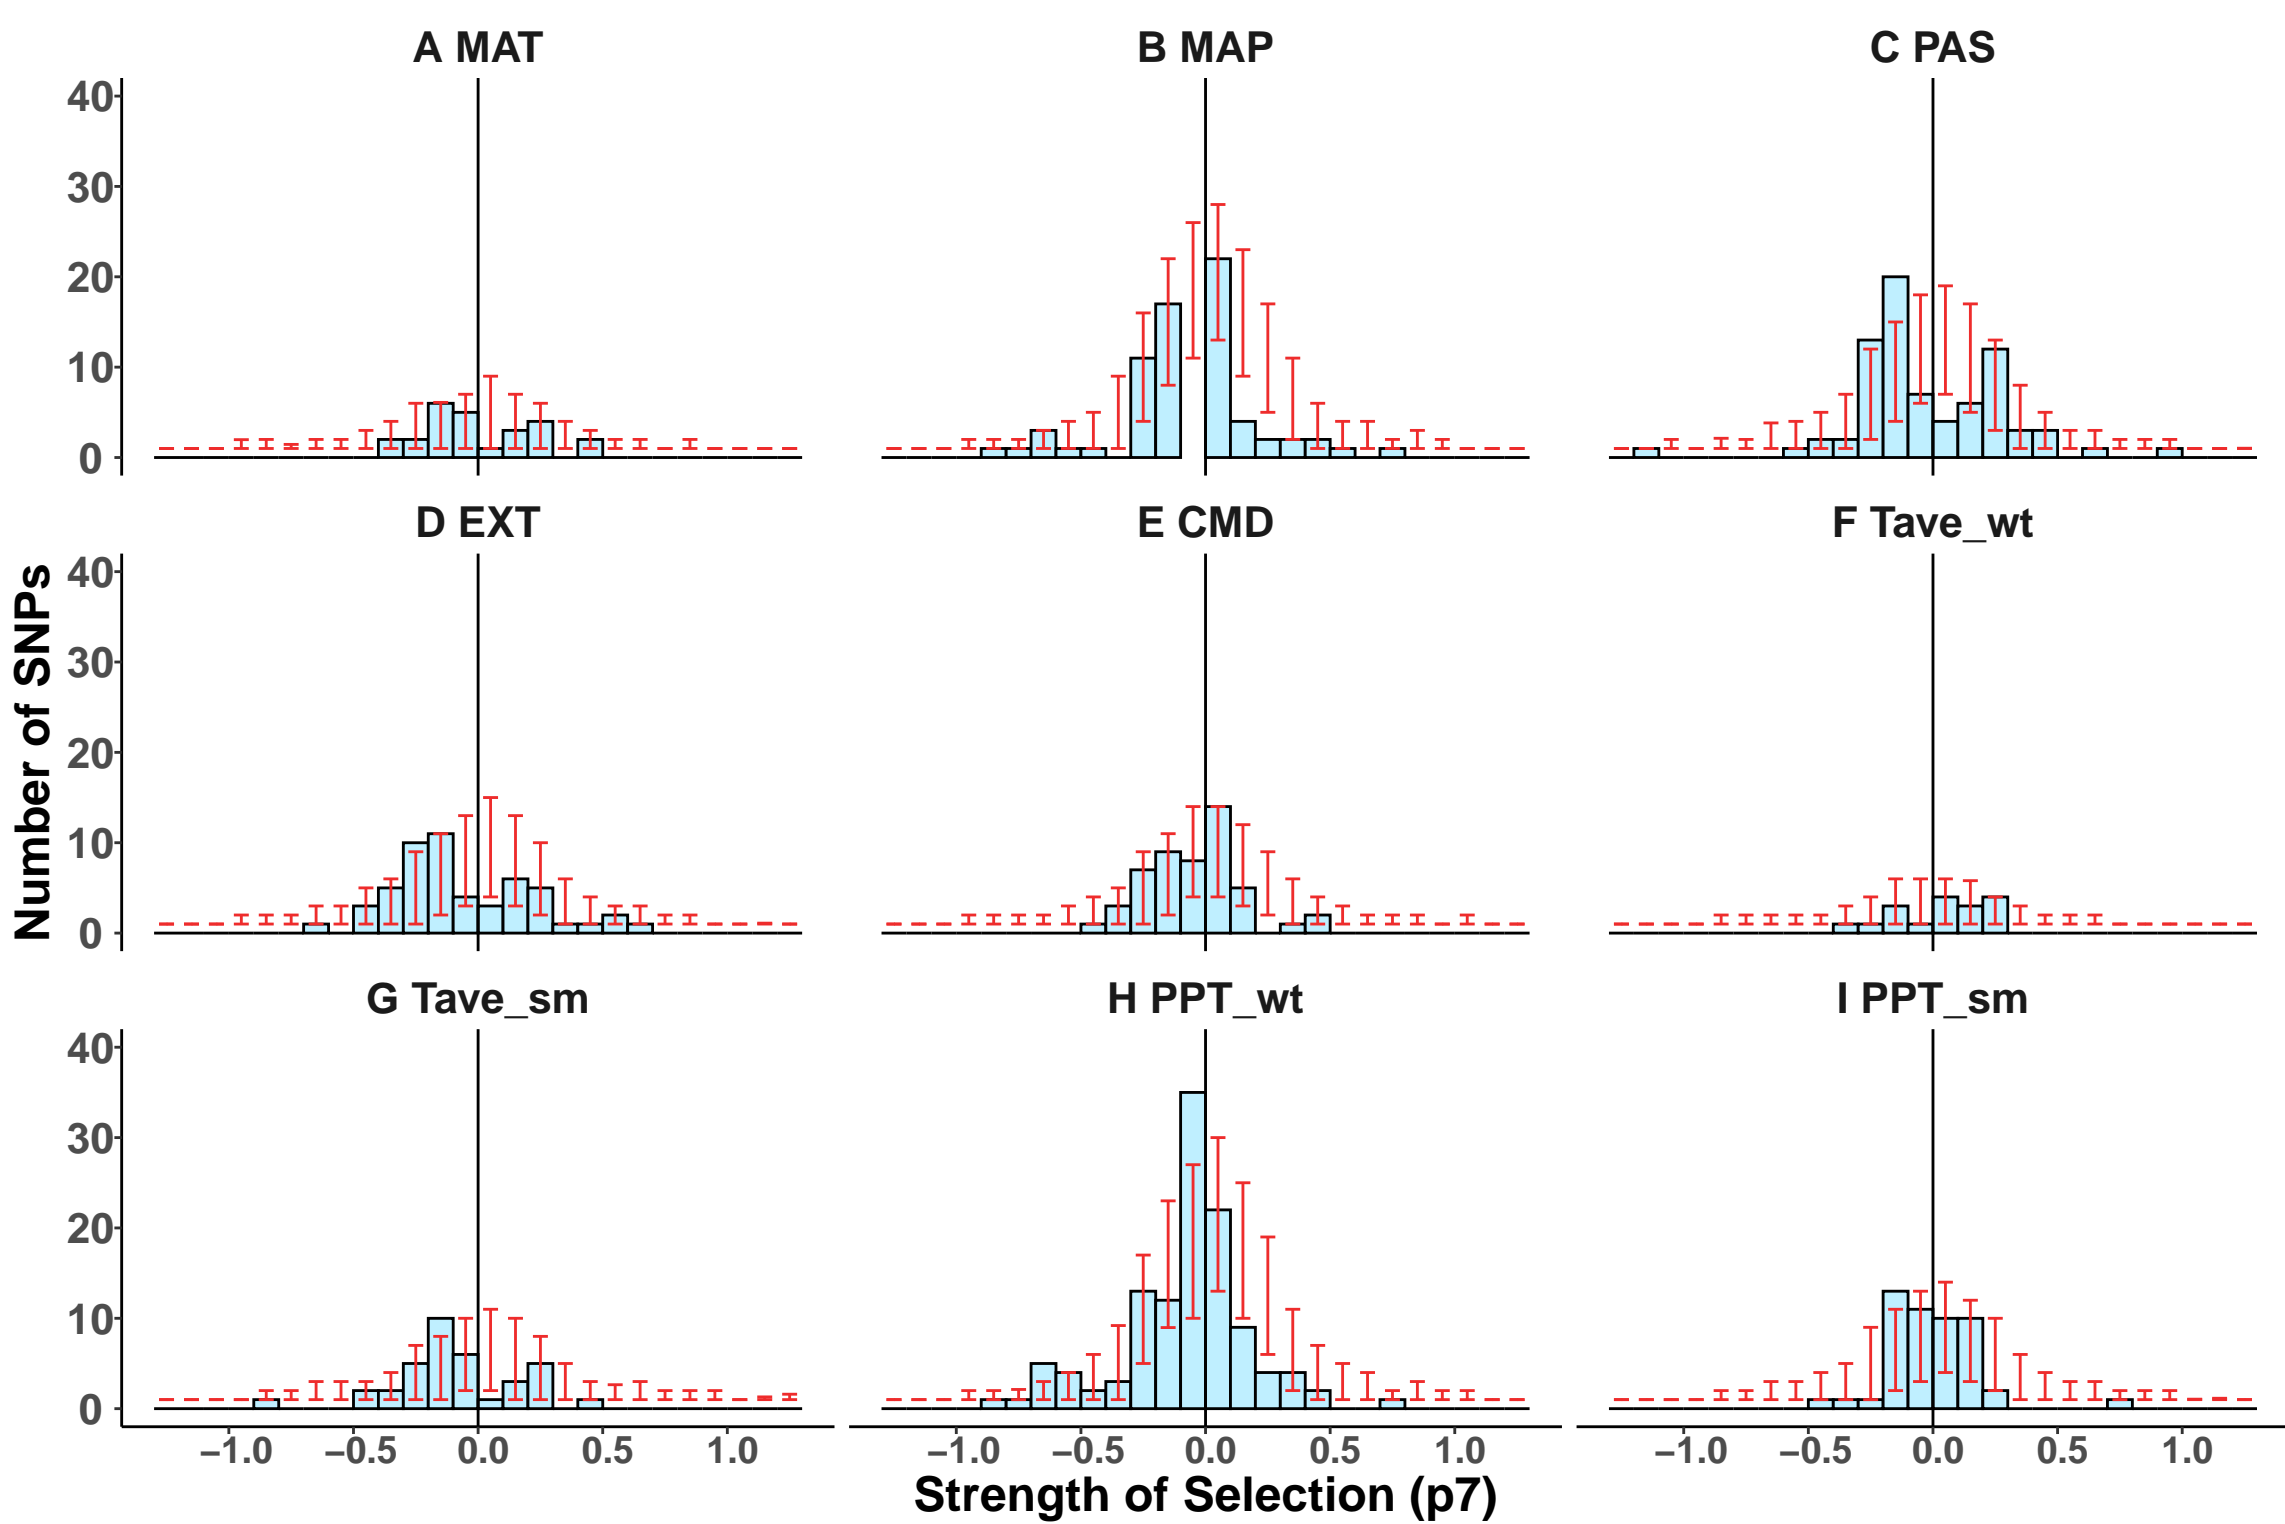 A MAT
B MAP
C PAS
40
30
20
10
0
D EXT
E CMD
F Tave_wt
40
30
20
10
0
G Tave_sm
H PPT_wt
I PPT_sm
40
30
20
10
0
Number of SNPs
−1.0 −0.5 0.0 0.5 1.0
−1.0 −0.5 0.0 0.5 1.0
−1.0 −0.5 0.0 0.5 1.0
Strength of Selection (p7)